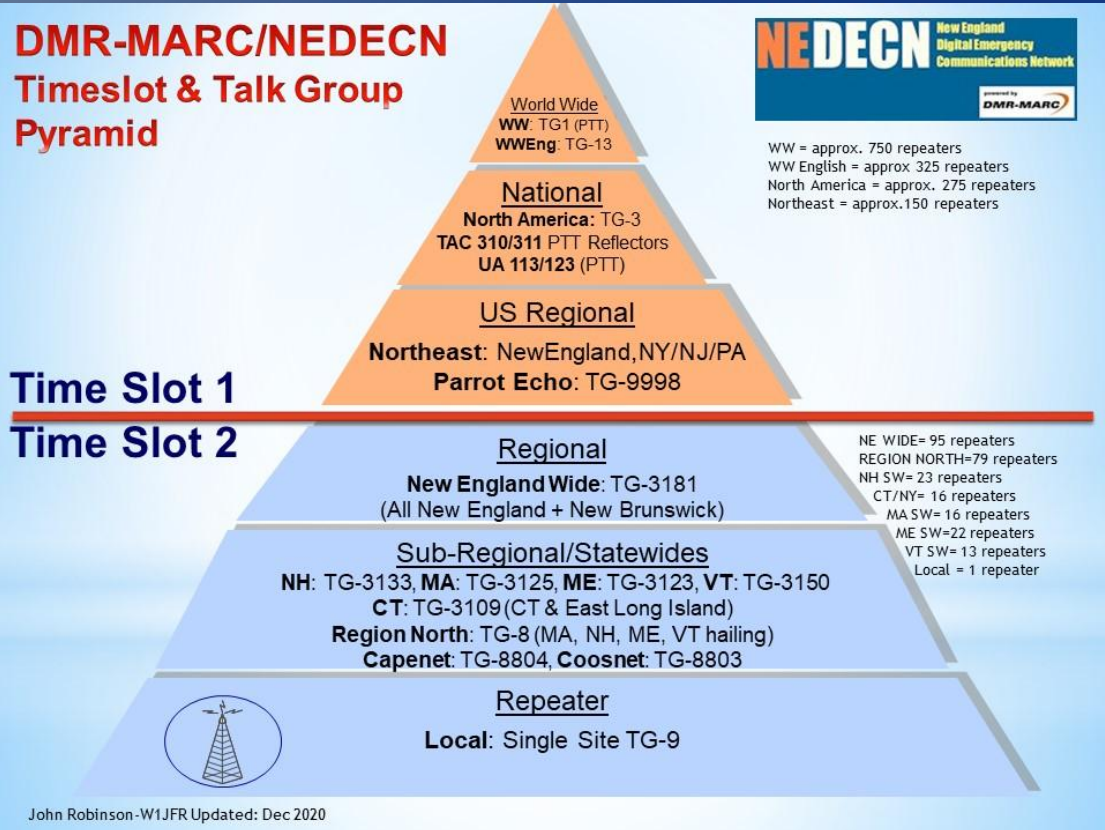 DMR-MARC/NEDECN
Timeslot & Talk Group
Pyramid
NEDECN
New England
Digital Emergency
Communications Network
powered by
DMR-MARC
WW = approx. 750 repeaters
WW English = approx 325 repeaters
North America = approx. 275 repeaters
Northeast = approx.150 repeaters
World Wide
WW: TG1 (PTT)
WWEng: TG-13
National
North America: TG-3
TAC 310/311 PTT Reflectors
UA 113/123 (PTT)
US Regional
Northeast: NewEngland,NY/NJ/PA
Parrot Echo: TG-9998
Time Slot 1
Time Slot 2
Regional
New England Wide: TG-3181
(All New England + New Brunswick)
NE WIDE= 95 repeaters
REGION NORTH=79 repeaters
NH SW= 23 repeaters
CT/NY= 16 repeaters
MA SW= 16 repeaters
ME SW=22 repeaters
VT SW= 13 repeaters
Local = 1 repeater
Sub-Regional/Statewides
NH: TG-3133, MA: TG-3125, ME: TG-3123, VT: TG-3150
CT: TG-3109 (CT & East Long Island)
Region North: TG-8 (MA, NH, ME, VT hailing)
Capenet: TG-8804, Coosnet: TG-8803
Repeater
Local: Single Site TG-9
John Robinson-W1JFR Updated: Dec 2020